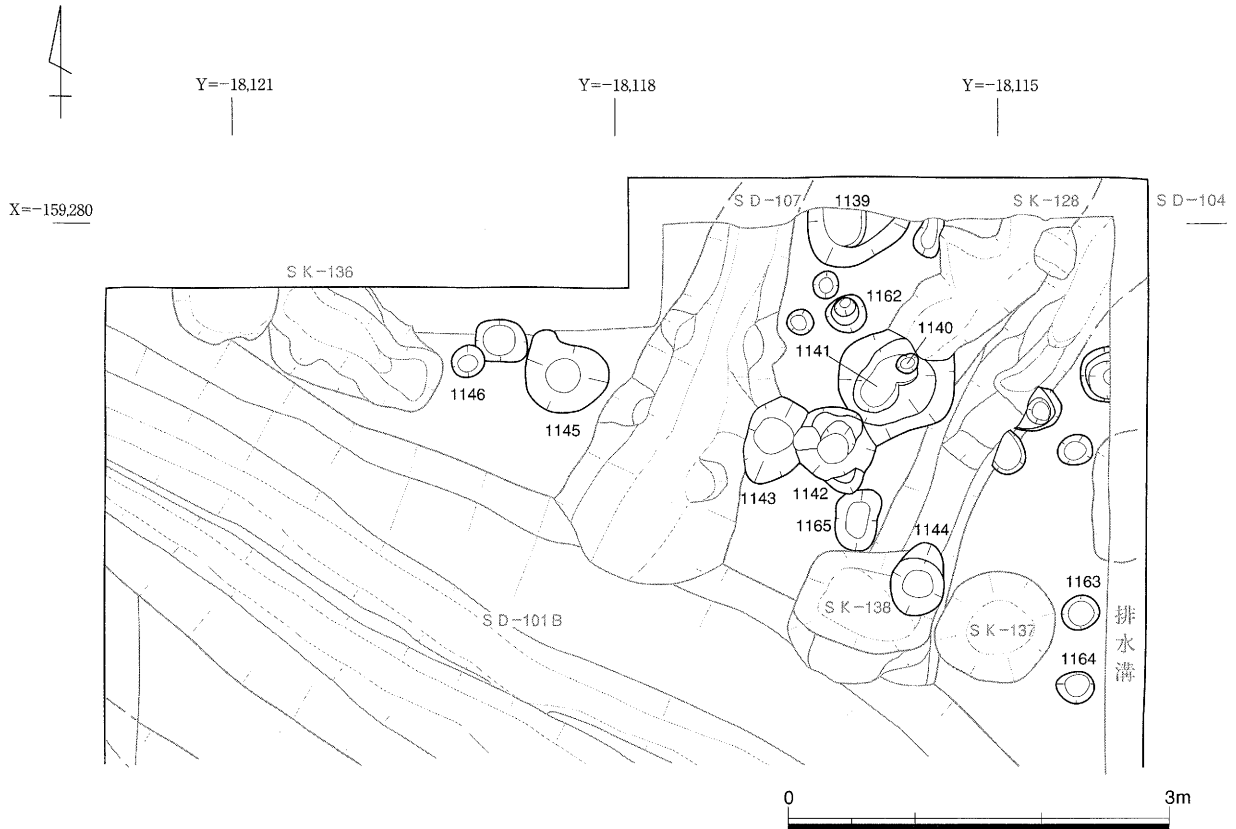 Y=-18,121
Y=-18,118
Y=-18,115
X=-159,280
SD-107
1139
SK-128
SD-104
SK-136
1162
1140
1141
1146
1145
1143
1142
1165
1144
SD-101B
SK-138
SK-137
1163
1164
排水溝
0
3m